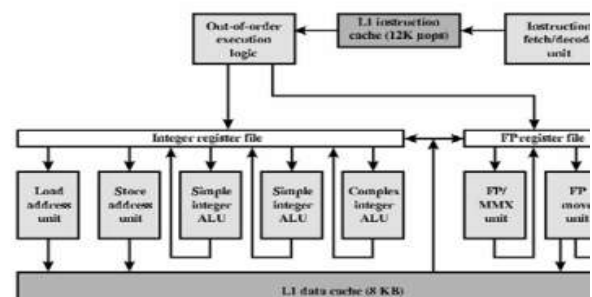 Out-of-order
execution
logic
L1 instruction
cache (12K µops)
Instruction
fetch/decode
unit
Integer register file
FP register file
Load
address
unit
Store
address
unit
Simple
integer
ALU
Simple
integer
ALU
Complex
integer
ALU
FP/
MMX
unit
FP
move
unit
L1 data cache (8 KB)